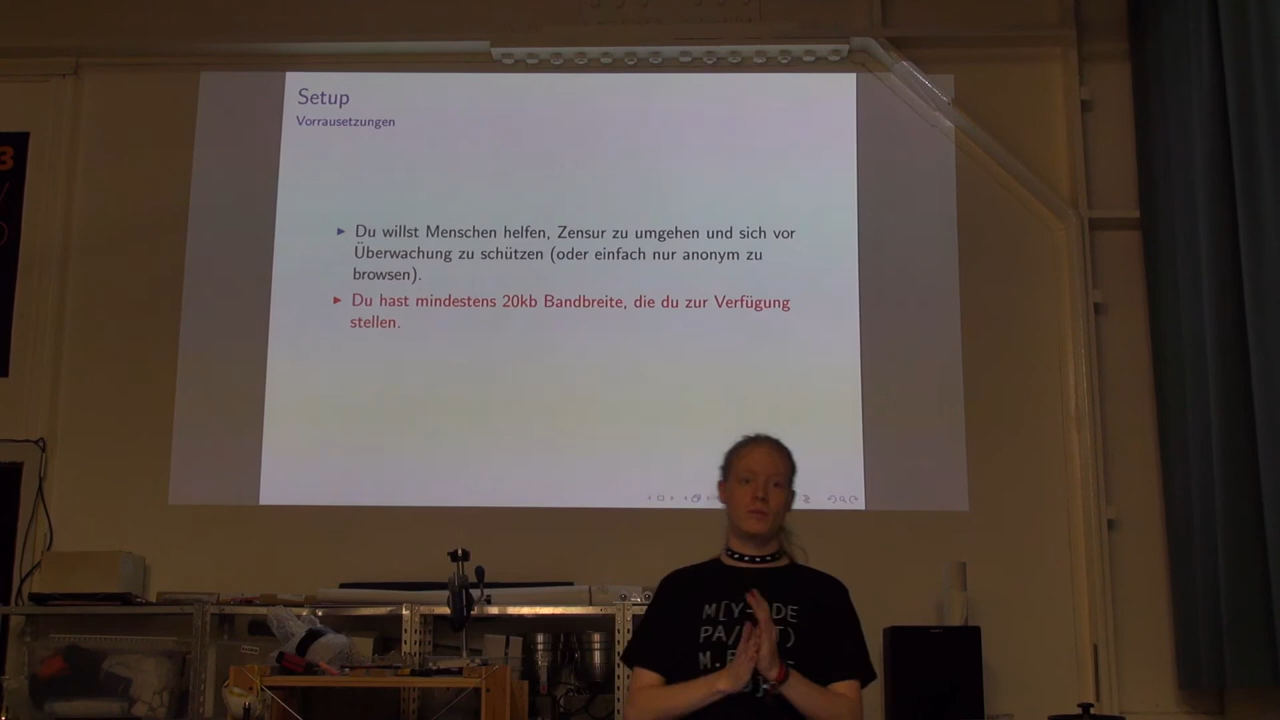 Setup
Vorrausetzungen
Du willst Menschen helfen, Zensur zu umgehen und sich vor
Überwachung zu schützen (oder einfach nur anonym zu
browsen).
Du hast mindestens 20kb Bandbreite, die du zur Verfügung
stellen.
3